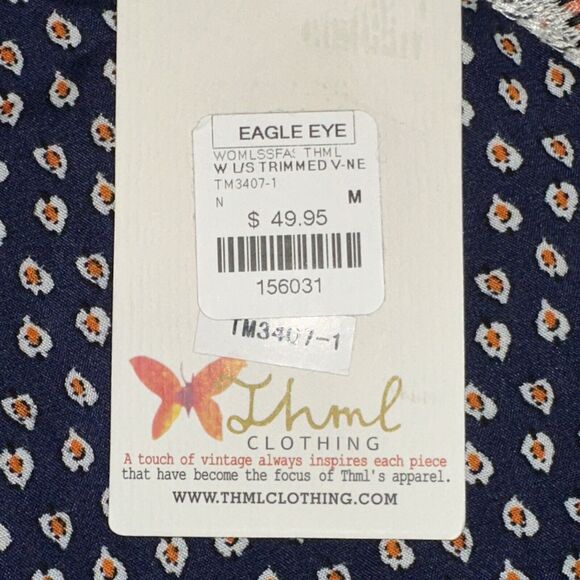 EAGLE EYE
WOMLSSFAS THML
W L/S TRIMMED V-NE
TM3407-1
N M
$ 49.95
156031
TM3407-1
Thml
CLOTHING
A touch of vintage always inspires each piece
that have become the focus of Thml's apparel.
WWW.THMLCLOTHING.COM